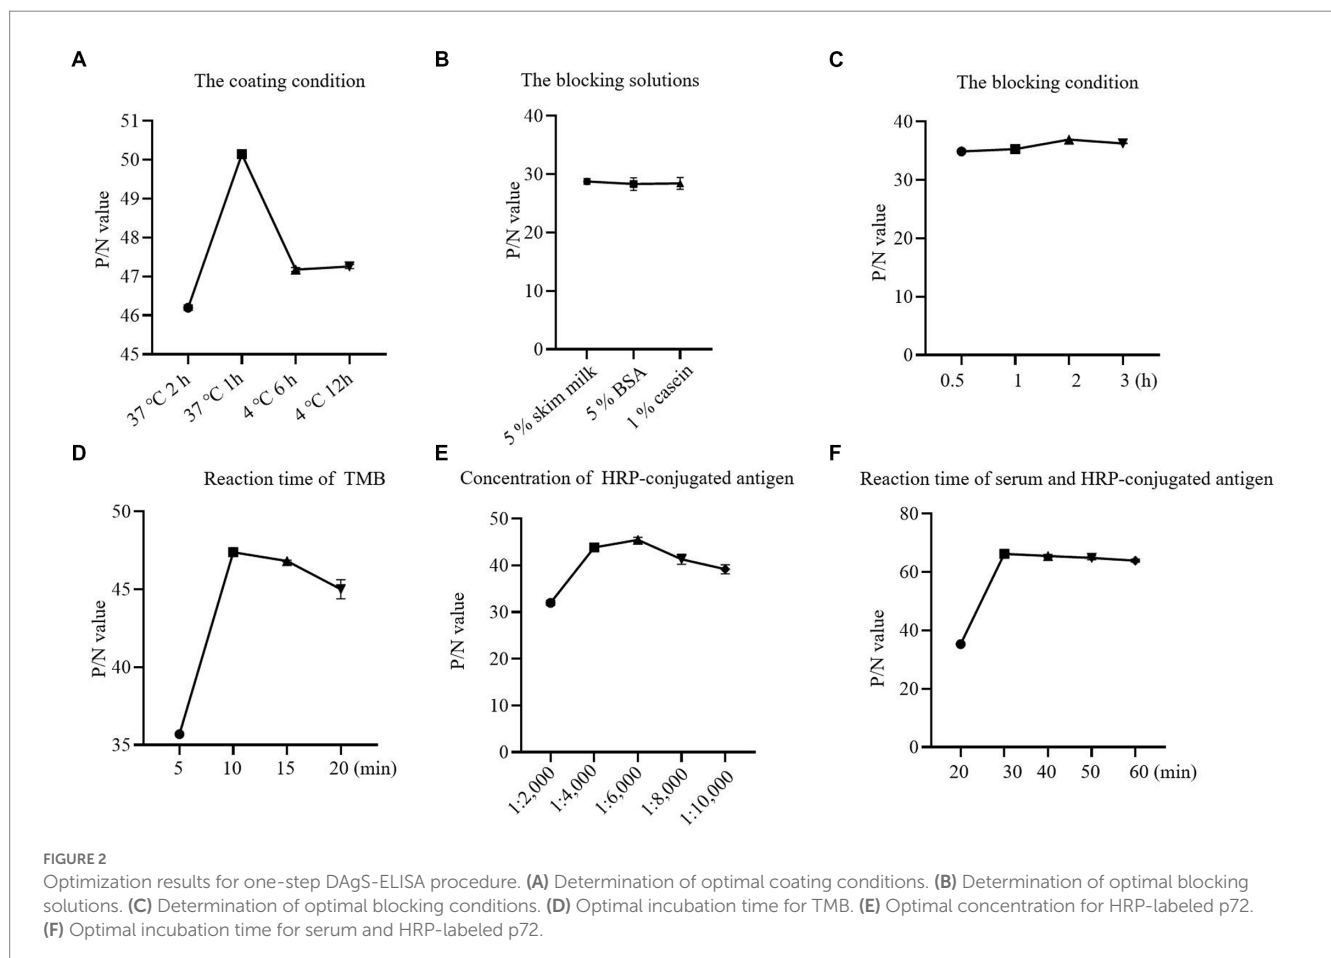 A
The coating condition
P/N value
51
50
49
48
47
46
45
37 °C 2 h
37 °C 1h
4 °C 6 h
4 °C 12h
B
The blocking solutions
P/N value
40
30
20
10
0
5 % skim milk
5 % BSA
1 % casein
C
The blocking condition
P/N value
40
30
20
10
0
0.5
1
2
3 (h)
D
Reaction time of TMB
P/N value
50
45
40
35
5
10
15
20 (min)
E
Concentration of HRP-conjugated antigen
P/N value
50
40
30
20
10
0
1:2,000
1:4,000
1:6,000
1:8,000
1:10,000
F
Reaction time of serum and HRP-conjugated antigen
P/N value
80
60
40
20
0
20
30
40
50
60 (min)
FIGURE 2
Optimization results for one-step DAgS-ELISA procedure. (A) Determination of optimal coating conditions. (B) Determination of optimal blocking
solutions. (C) Determination of optimal blocking conditions. (D) Optimal incubation time for TMB. (E) Optimal concentration for HRP-labeled p72.
(F) Optimal incubation time for serum and HRP-labeled p72.